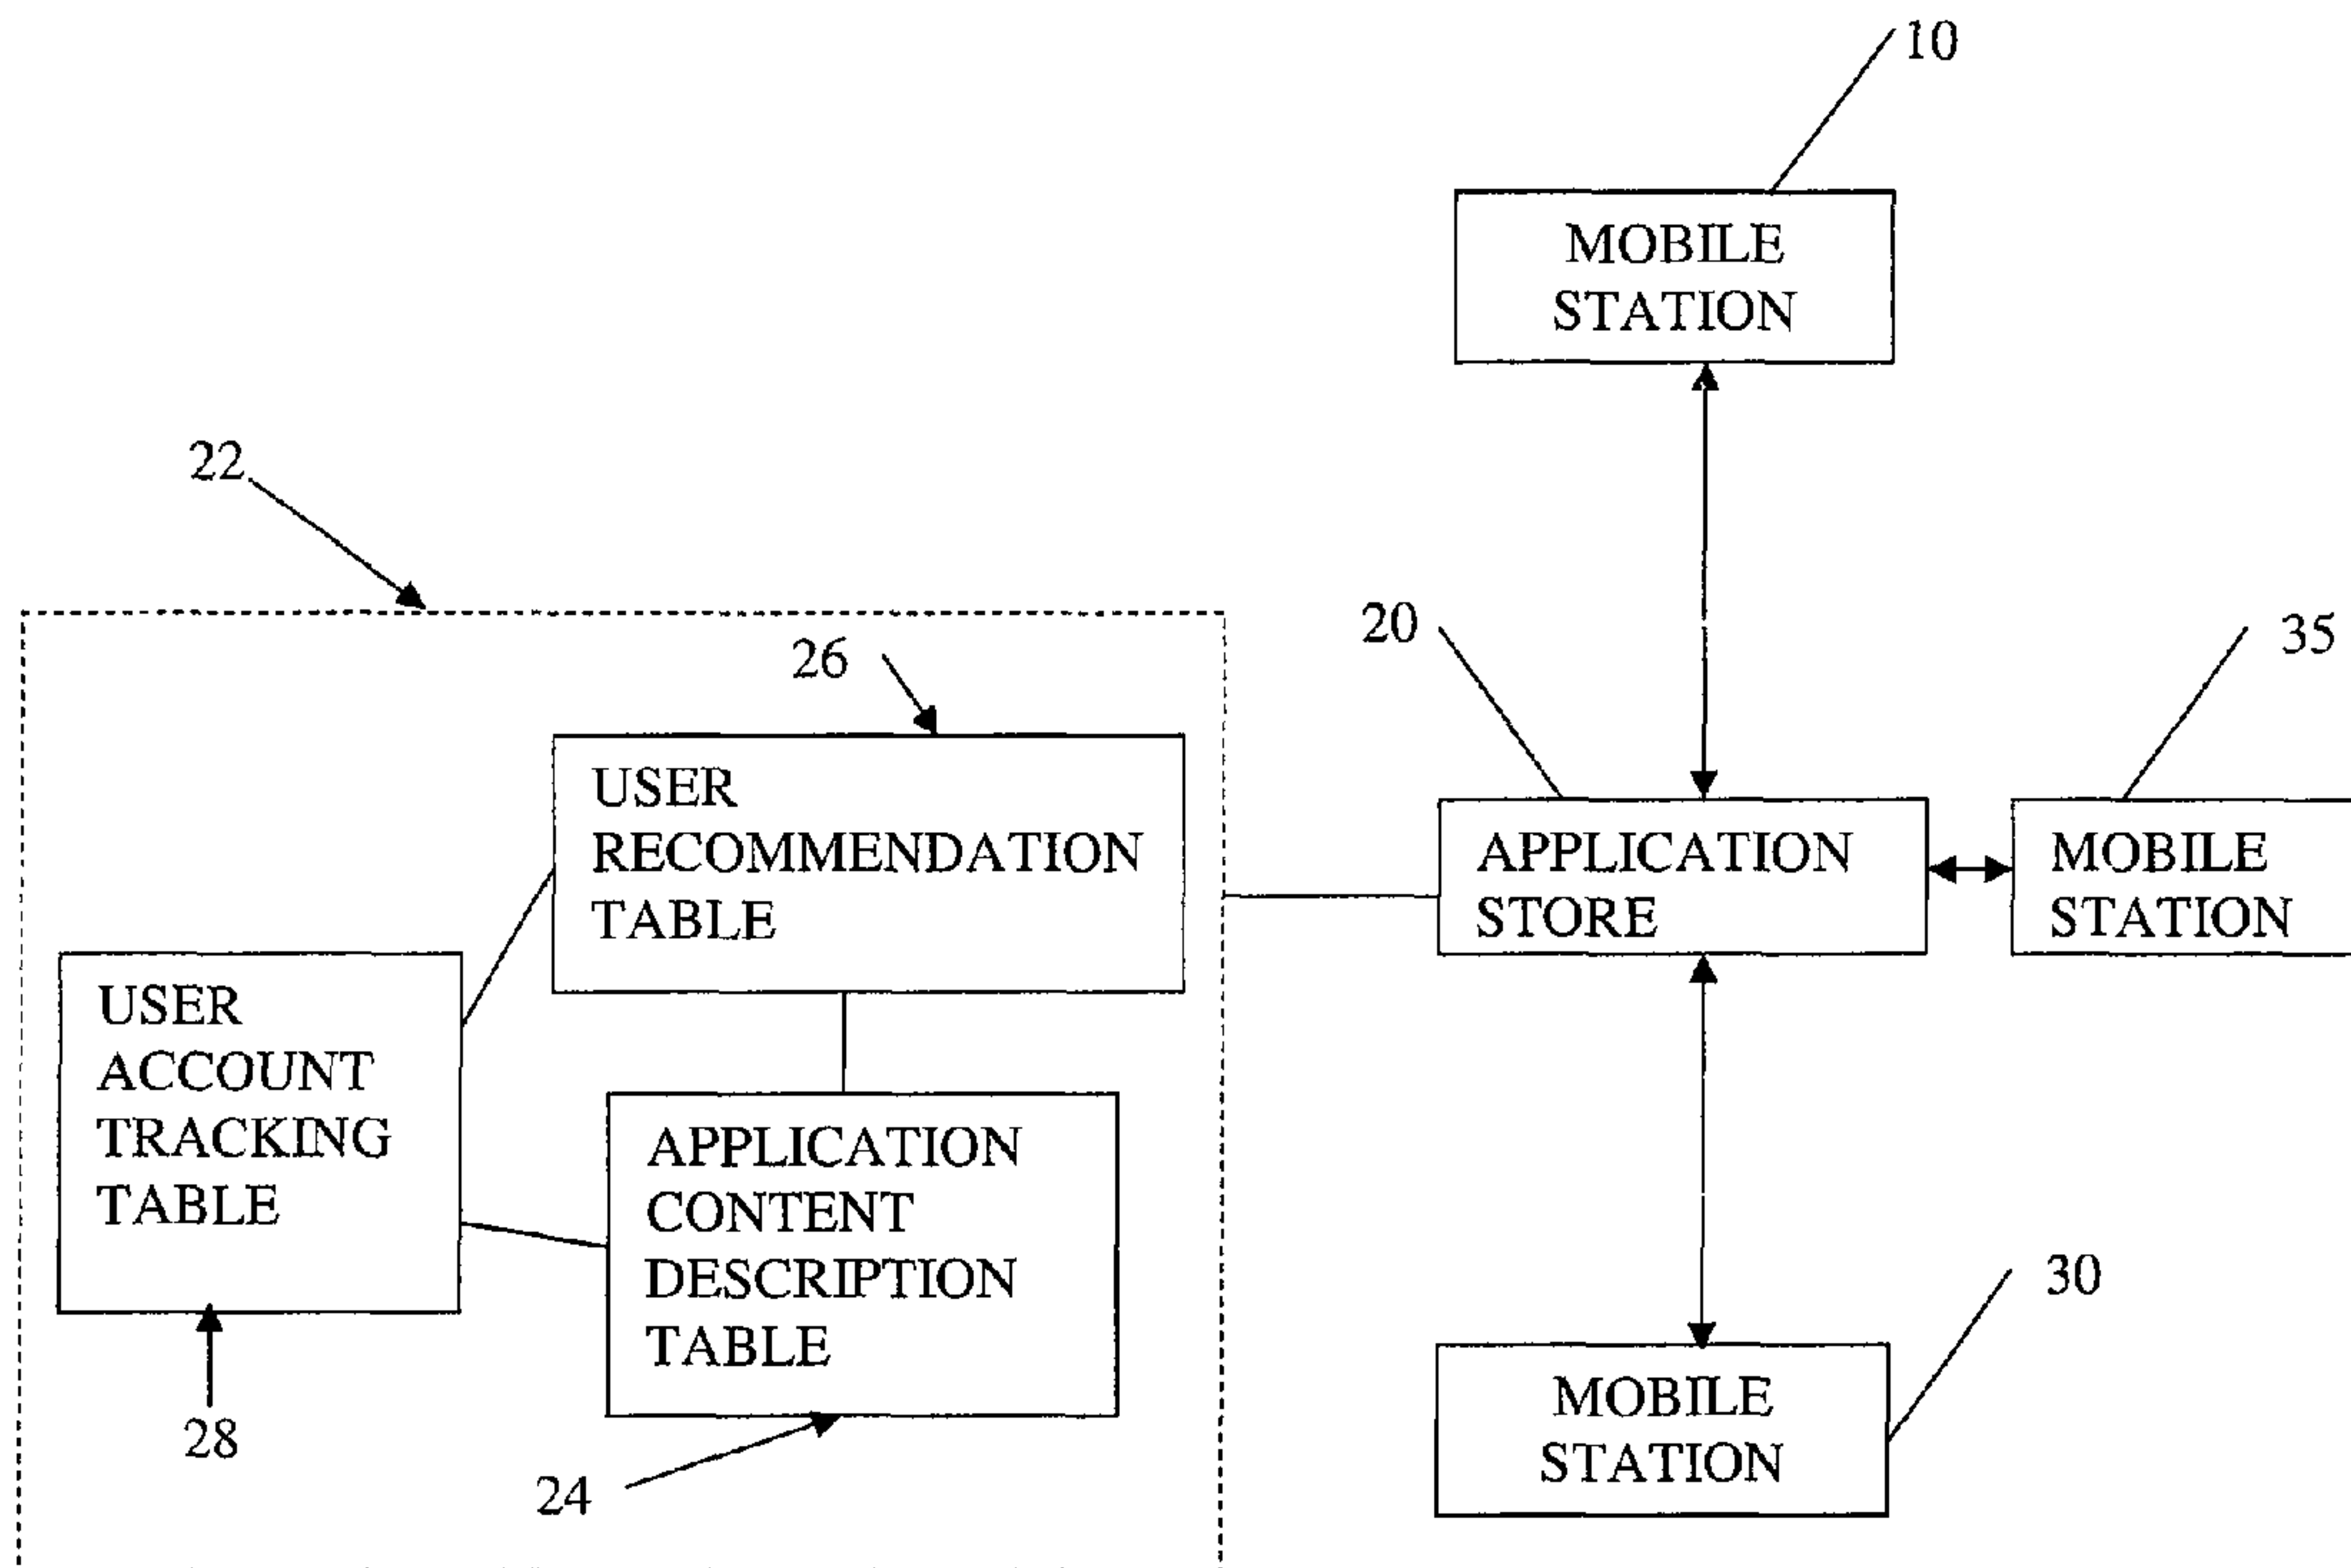 10
MOBILE
STATION
22
20
35
26
USER
RECOMMENDATION
TABLE
APPLICATION
STORE
MOBILE
STATION
USER
ACCOUNT
TRACKING
TABLE
APPLICATION
CONTENT
DESCRIPTION
TABLE
30
MOBILE
STATION
28
24